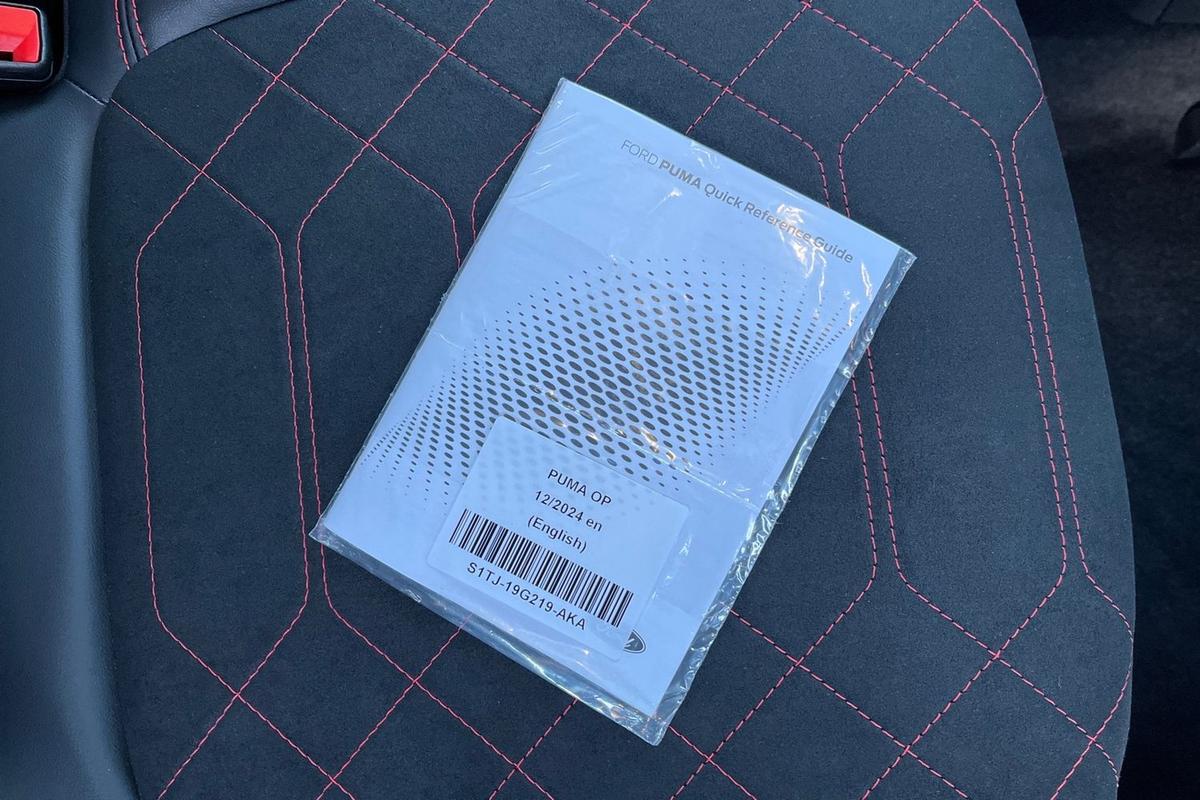 FORD PUMA Quick Reference Guide
PUMA OP
12/2024 en
(English)
S1TJ-19G219-AKA